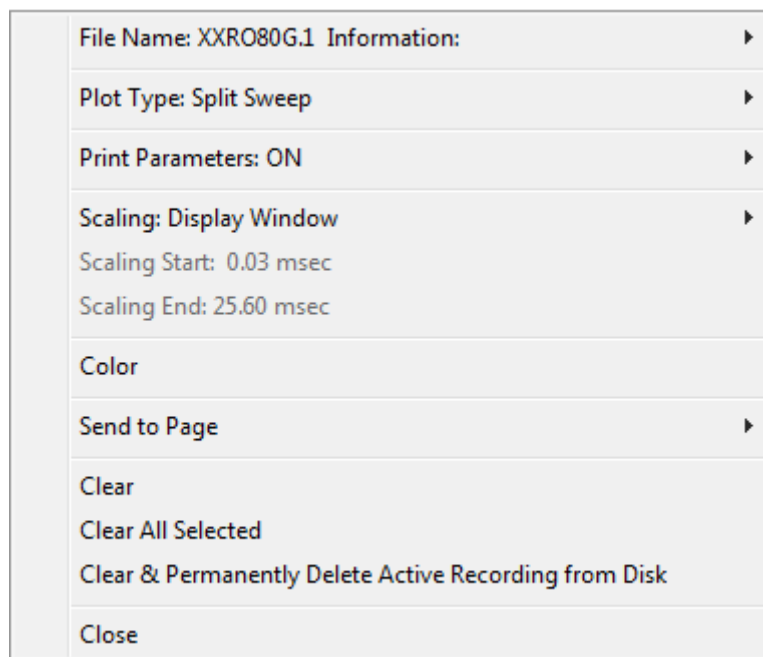 File Name: XXRO80G.1  Information:
Plot Type: Split Sweep
Print Parameters: ON
Scaling: Display Window
Scaling Start:  0.03 msec
Scaling End: 25.60 msec
Color
Send to Page
Clear
Clear All Selected
Clear & Permanently Delete Active Recording from Disk
Close